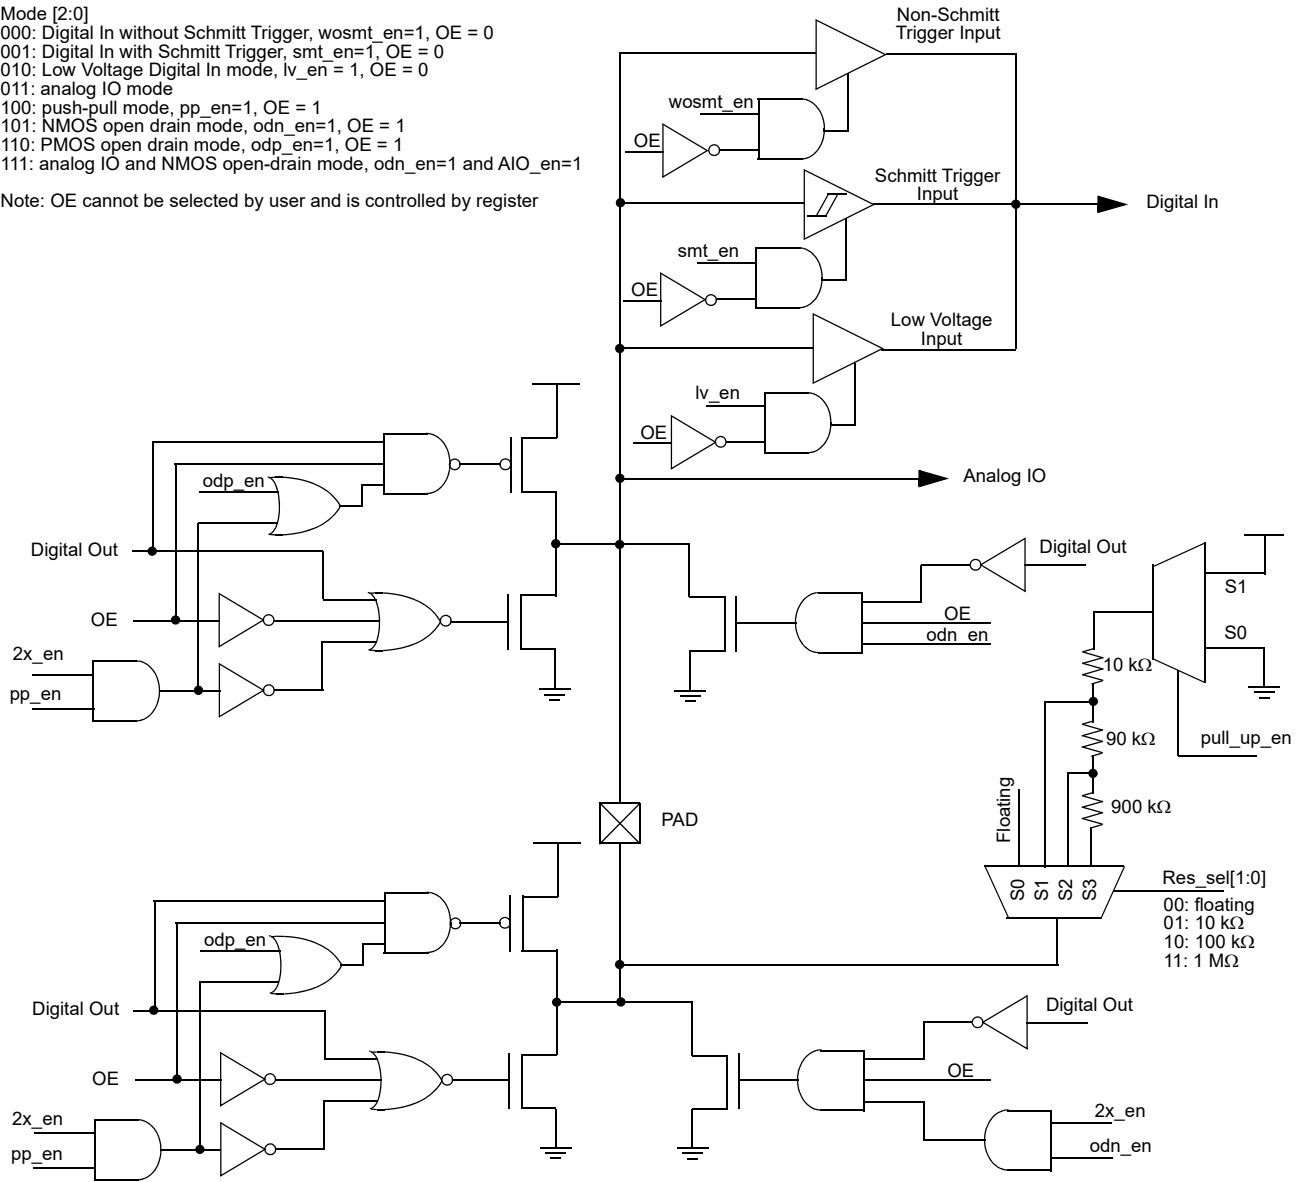 Mode [2:0]
000: Digital In without Schmitt Trigger, wosmt_en=1, OE = 0
001: Digital In with Schmitt Trigger, smt_en=1, OE = 0
010: Low Voltage Digital In mode, lv_en = 1, OE = 0
011: analog IO mode
100: push-pull mode, pp_en=1, OE = 1
101: NMOS open drain mode, odn_en=1, OE = 1
110: PMOS open drain mode, odp_en=1, OE = 1
111: analog IO and NMOS open-drain mode, odn_en=1 and AIO_en=1
Note: OE cannot be selected by user and is controlled by register
Non-Schmitt
Trigger Input
wosmt_en
OE
Schmitt Trigger
Input
Digital In
smt_en
OE
Low Voltage
Input
lv_en
OE
Analog IO
odp_en
Digital Out
OE
2x_en
pp_en
Digital Out
OE
odn_en
S1
S0
10 kΩ
90 kΩ
pull_up_en
900 kΩ
Floating
S0
S1
S2
S3
Res_sel[1:0]
00: floating
01: 10 kΩ
10: 100 kΩ
11: 1 MΩ
PAD
odp_en
Digital Out
OE
2x_en
pp_en
Digital Out
OE
2x_en
odn_en